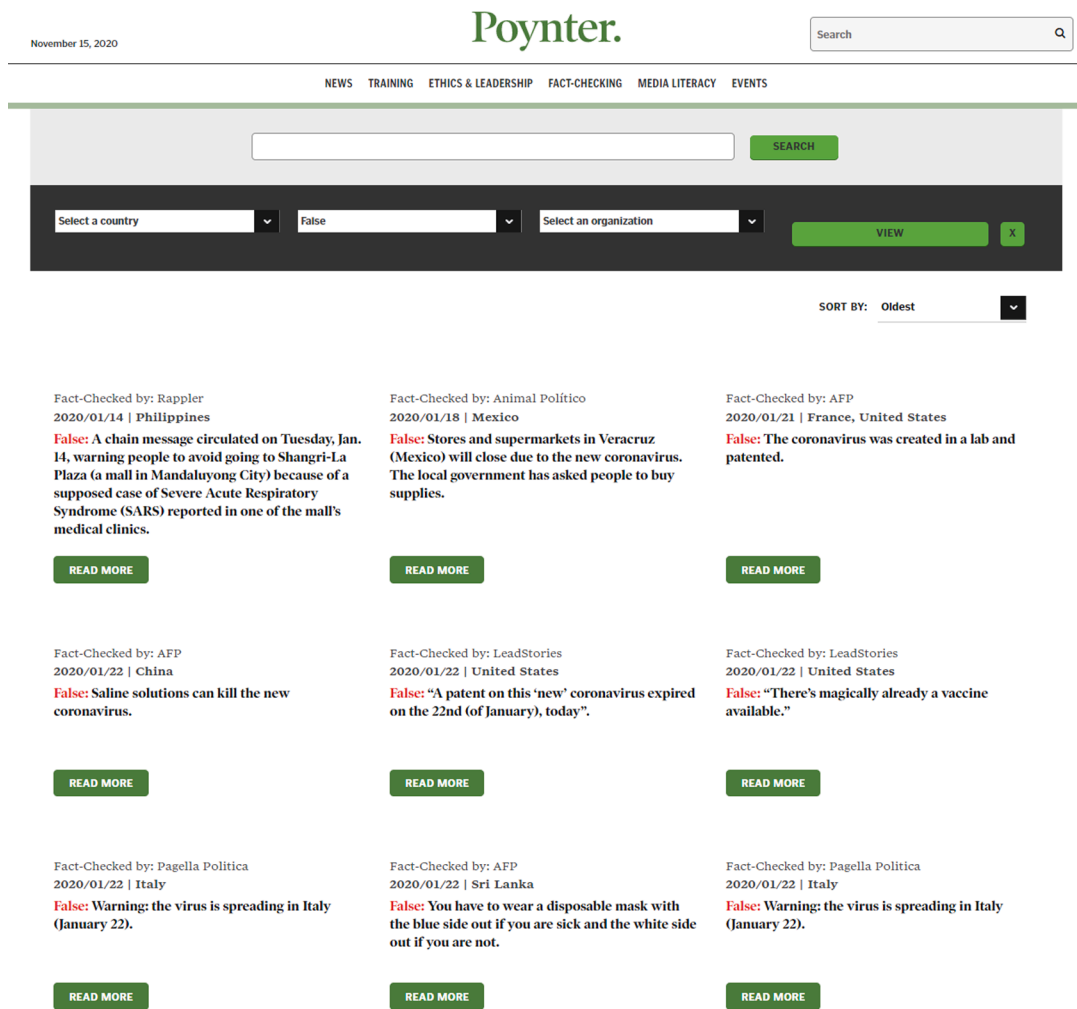 November 15, 2020
Poynter.
Search
NEWS TRAINING ETHICS & LEADERSHIP FACT-CHECKING MEDIA LITERACY EVENTS
SEARCH
Select a country
False
Select an organization
VIEW
X
SORT BY: Oldest
Fact-Checked by: Rappler
2020/01/14 | Philippines
False: A chain message circulated on Tuesday, Jan.
14, warning people to avoid going to Shangri-La
Plaza (a mall in Mandaluyong City) because of a
supposed case of Severe Acute Respiratory
Syndrome (SARS) reported in one of the mall's
medical clinics.
READ MORE
Fact-Checked by: Animal Político
2020/01/18 | Mexico
False: Stores and supermarkets in Veracruz
(Mexico) will close due to the new coronavirus.
The local government has asked people to buy
supplies.
READ MORE
Fact-Checked by: AFP
2020/01/21 | France, United States
False: The coronavirus was created in a lab and
patented.
READ MORE
Fact-Checked by: AFP
2020/01/22 | China
False: Saline solutions can kill the new
coronavirus.
READ MORE
Fact-Checked by: LeadStories
2020/01/22 | United States
False: “A patent on this ‘new’ coronavirus expired
on the 22nd (of January), today”.
READ MORE
Fact-Checked by: LeadStories
2020/01/22 | United States
False: “There’s magically already a vaccine
available.”
READ MORE
Fact-Checked by: Pagella Politica
2020/01/22 | Italy
False: Warning: the virus is spreading in Italy
(January 22).
READ MORE
Fact-Checked by: AFP
2020/01/22 | Sri Lanka
False: You have to wear a disposable mask with
the blue side out if you are sick and the white side
out if you are not.
READ MORE
Fact-Checked by: Pagella Politica
2020/01/22 | Italy
False: Warning: the virus is spreading in Italy
(January 22).
READ MORE